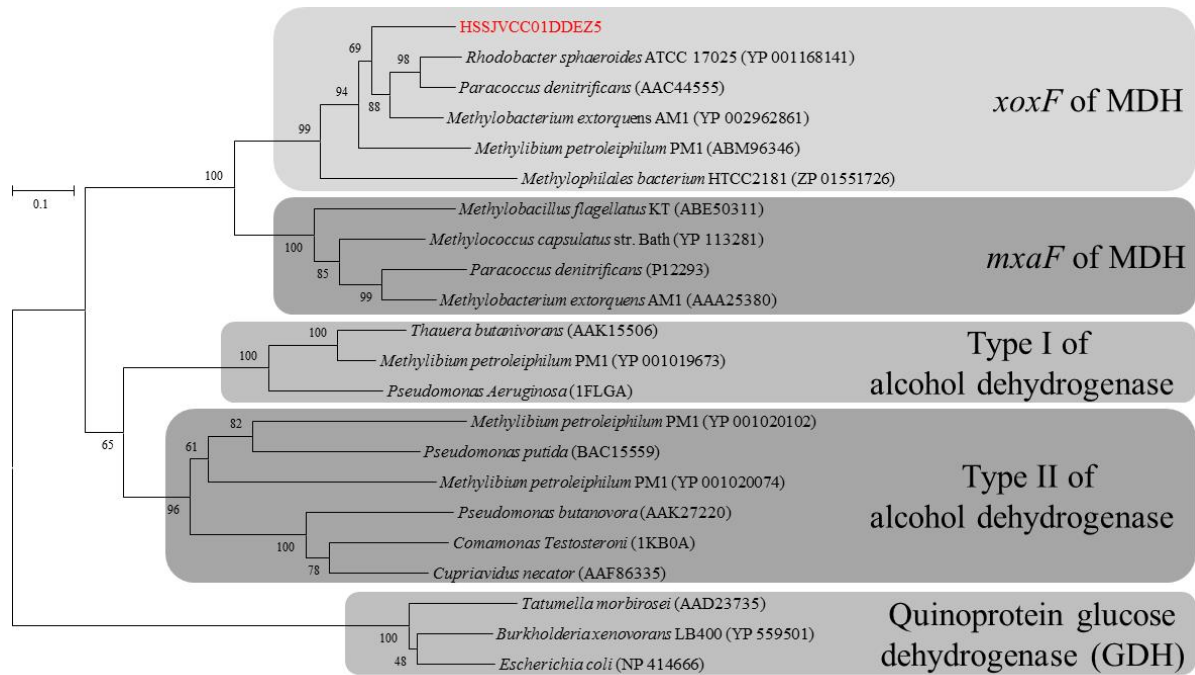 HSSJVCC01DDEZ5
69
Rhodobacter sphaeroides ATCC 17025 (YP 001168141)
98
Paracoccus denitrificans (AAC44555)
94
88
xoxF of MDH
Methylobacterium extorquens AM1 (YP 002962861)
99
Methylibium petroleiphilum PM1 (ABM96346)
100
Methylophilales bacterium HTCC2181 (ZP 01551726)
0.1
Methylobacillus flagellatus KT (ABE50311)
100
Methylococcus capsulatus str. Bath (YP 113281)
mxaF of MDH
85
Paracoccus denitrificans (P12293)
99
Methylobacterium extorquens AM1 (AAA25380)
100
Thauera butanivorans (AAK15506)
Type I of
alcohol dehydrogenase
100
Methylibium petroleiphilum PM1 (YP 001019673)
Pseudomonas Aeruginosa (1FLGA)
82
Methylibium petroleiphilum PM1 (YP 001020102)
65
61
Pseudomonas putida (BAC15559)
Type II of
alcohol dehydrogenase
Methylibium petroleiphilum PM1 (YP 001020074)
96
Pseudomonas butanovora (AAK27220)
100
Comamonas Testosteroni (1KB0A)
78
Cupriavidus necator (AAF86335)
Tatumella morbirosei (AAD23735)
Quinoprotein glucose
dehydrogenase (GDH)
100
Burkholderia xenovorans LB400 (YP 559501)
48
Escherichia coli (NP 414666)